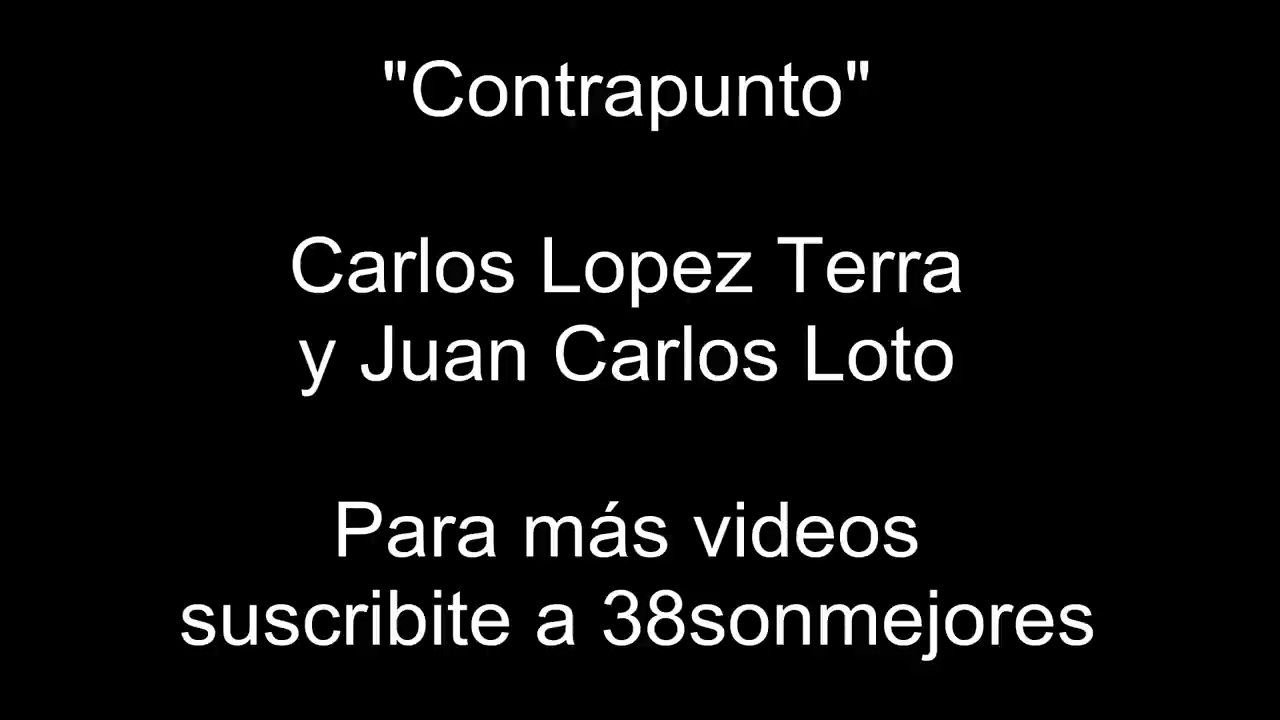 "Contrapunto"
Carlos Lopez Terra
y Juan Carlos Loto
Para más videos
suscribite a 38sonmejores